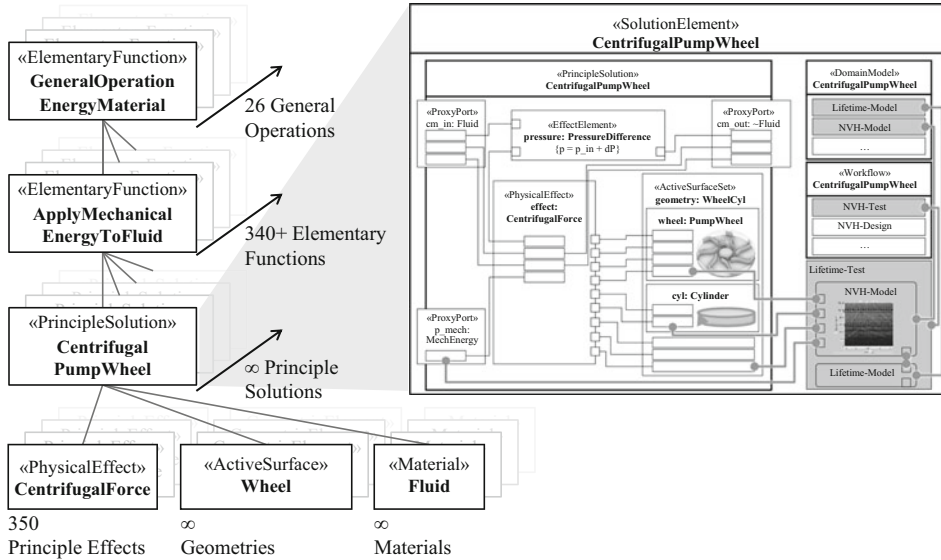 «ElementaryFunction»
GeneralOperation
EnergyMaterial
26 General
Operations
«ElementaryFunction»
ApplyMechanical
EnergyToFluid
340+ Elementary
Functions
«PrincipleSolution»
Centrifugal
PumpWheel
∞ Principle
Solutions
«PhysicalEffect»
CentrifugalForce
350
Principle Effects
«ActiveSurface»
Wheel
∞
Geometries
«Material»
Fluid
∞
Materials
«SolutionElement»
CentrifugalPumpWheel
«PrincipleSolution»
CentrifugalPumpWheel
«ProxyPort»
cm_in: Fluid
«EffectElement»
pressure: PressureDifference
{p = p_in + dP}
«ProxyPort»
cm_out: ~Fluid
«PhysicalEffect»
effect:
CentrifugalForce
«ActiveSurfaceSet»
geometry: WheelCyl
wheel: PumpWheel
cyl: Cylinder
«ProxyPort»
p_mech:
MechEnergy
«DomainModel»
CentrifugalPumpWheel
Lifetime-Model
NVH-Model
...
«Workflow»
CentrifugalPumpWheel
NVH-Test
NVH-Design
...
Lifetime-Test
NVH-Model
Lifetime-Model